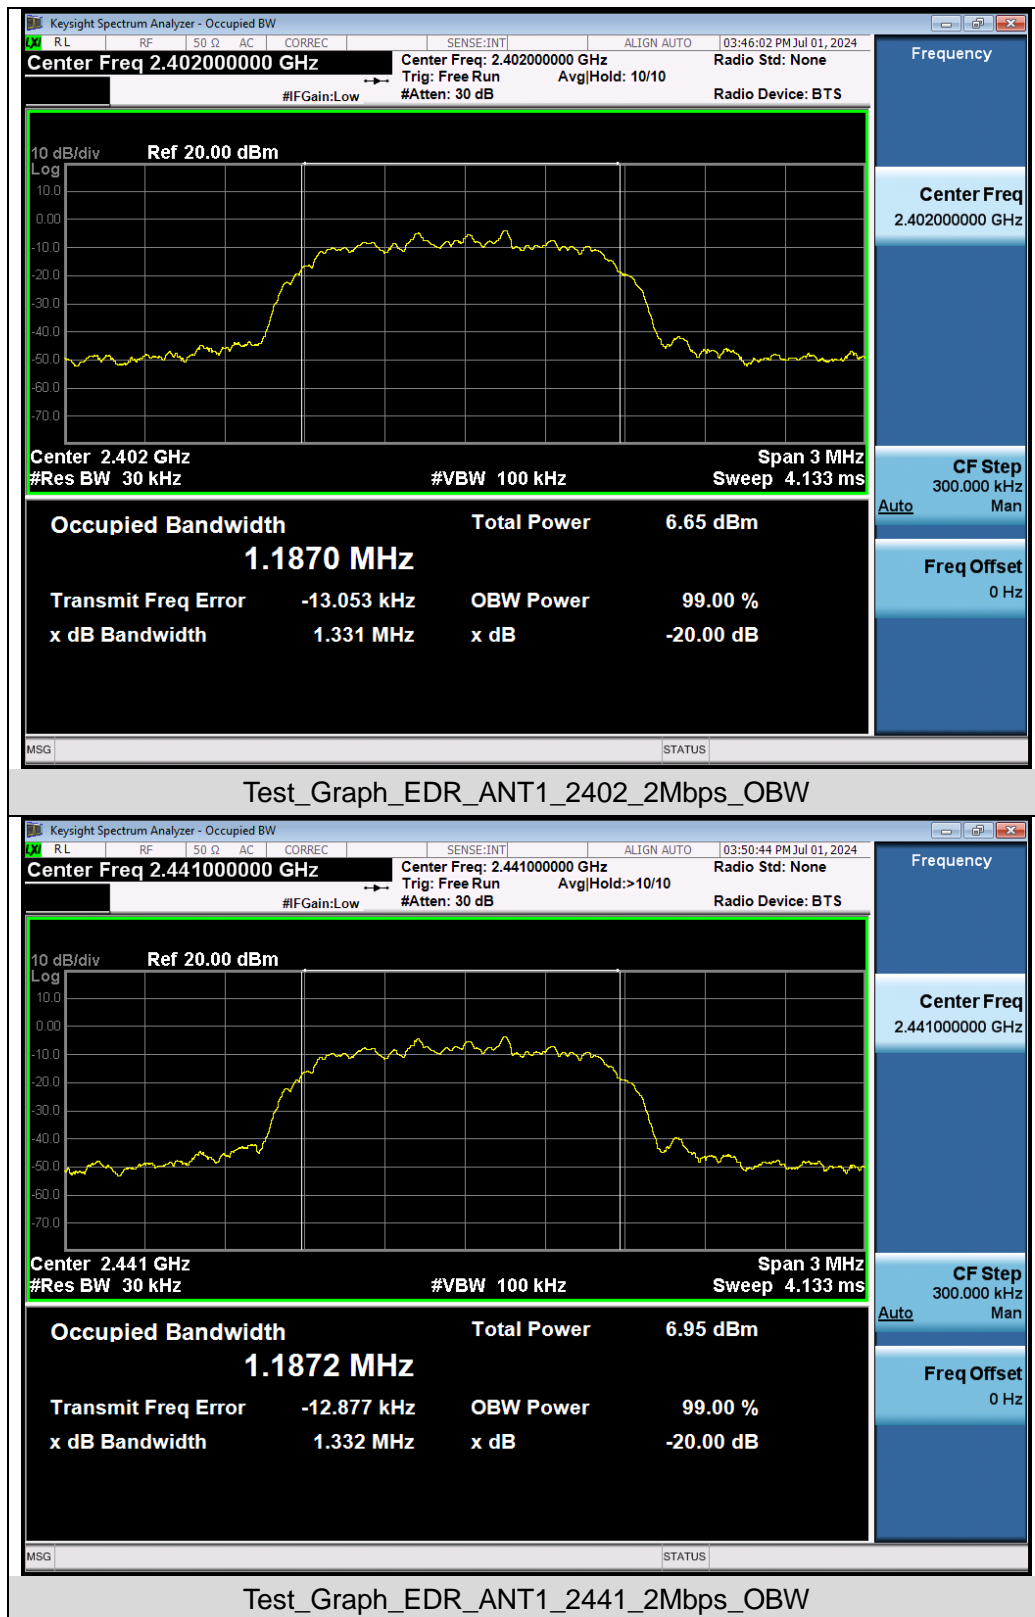 Keysight Spectrum Analyzer - Occupied BW
LXI RL RF 50 Ω AC CORREC SENSE:INT ALIGN AUTO 03:46:02 PM Jul 01, 2024
Center Freq 2.402000000 GHz Center Freq: 2.402000000 GHz Radio Std: None
Trig: Free Run Avg|Hold: 10/10
#IFGain:Low #Atten: 30 dB Radio Device: BTS
10 dB/div Ref 20.00 dBm
Log
10.0
0.00
-10.0
-20.0
-30.0
-40.0
-50.0
-60.0
-70.0
Center 2.402 GHz Span 3 MHz
#Res BW 30 kHz #VBW 100 kHz Sweep 4.133 ms
Occupied Bandwidth Total Power 6.65 dBm
1.1870 MHz
Transmit Freq Error -13.053 kHz OBW Power 99.00 %
x dB Bandwidth 1.331 MHz x dB -20.00 dB
MSG STATUS
Frequency
Center Freq
2.402000000 GHz
CF Step
300.000 kHz
Auto Man
Freq Offset
0 Hz
Test_Graph_EDR_ANT1_2402_2Mbps_OBW
Keysight Spectrum Analyzer - Occupied BW
LXI RL RF 50 Ω AC CORREC SENSE:INT ALIGN AUTO 03:50:44 PM Jul 01, 2024
Center Freq 2.441000000 GHz Center Freq: 2.441000000 GHz Radio Std: None
Trig: Free Run Avg|Hold:>10/10
#IFGain:Low #Atten: 30 dB Radio Device: BTS
10 dB/div Ref 20.00 dBm
Log
10.0
0.00
-10.0
-20.0
-30.0
-40.0
-50.0
-60.0
-70.0
Center 2.441 GHz Span 3 MHz
#Res BW 30 kHz #VBW 100 kHz Sweep 4.133 ms
Occupied Bandwidth Total Power 6.95 dBm
1.1872 MHz
Transmit Freq Error -12.877 kHz OBW Power 99.00 %
x dB Bandwidth 1.332 MHz x dB -20.00 dB
MSG STATUS
Frequency
Center Freq
2.441000000 GHz
CF Step
300.000 kHz
Auto Man
Freq Offset
0 Hz
Test_Graph_EDR_ANT1_2441_2Mbps_OBW